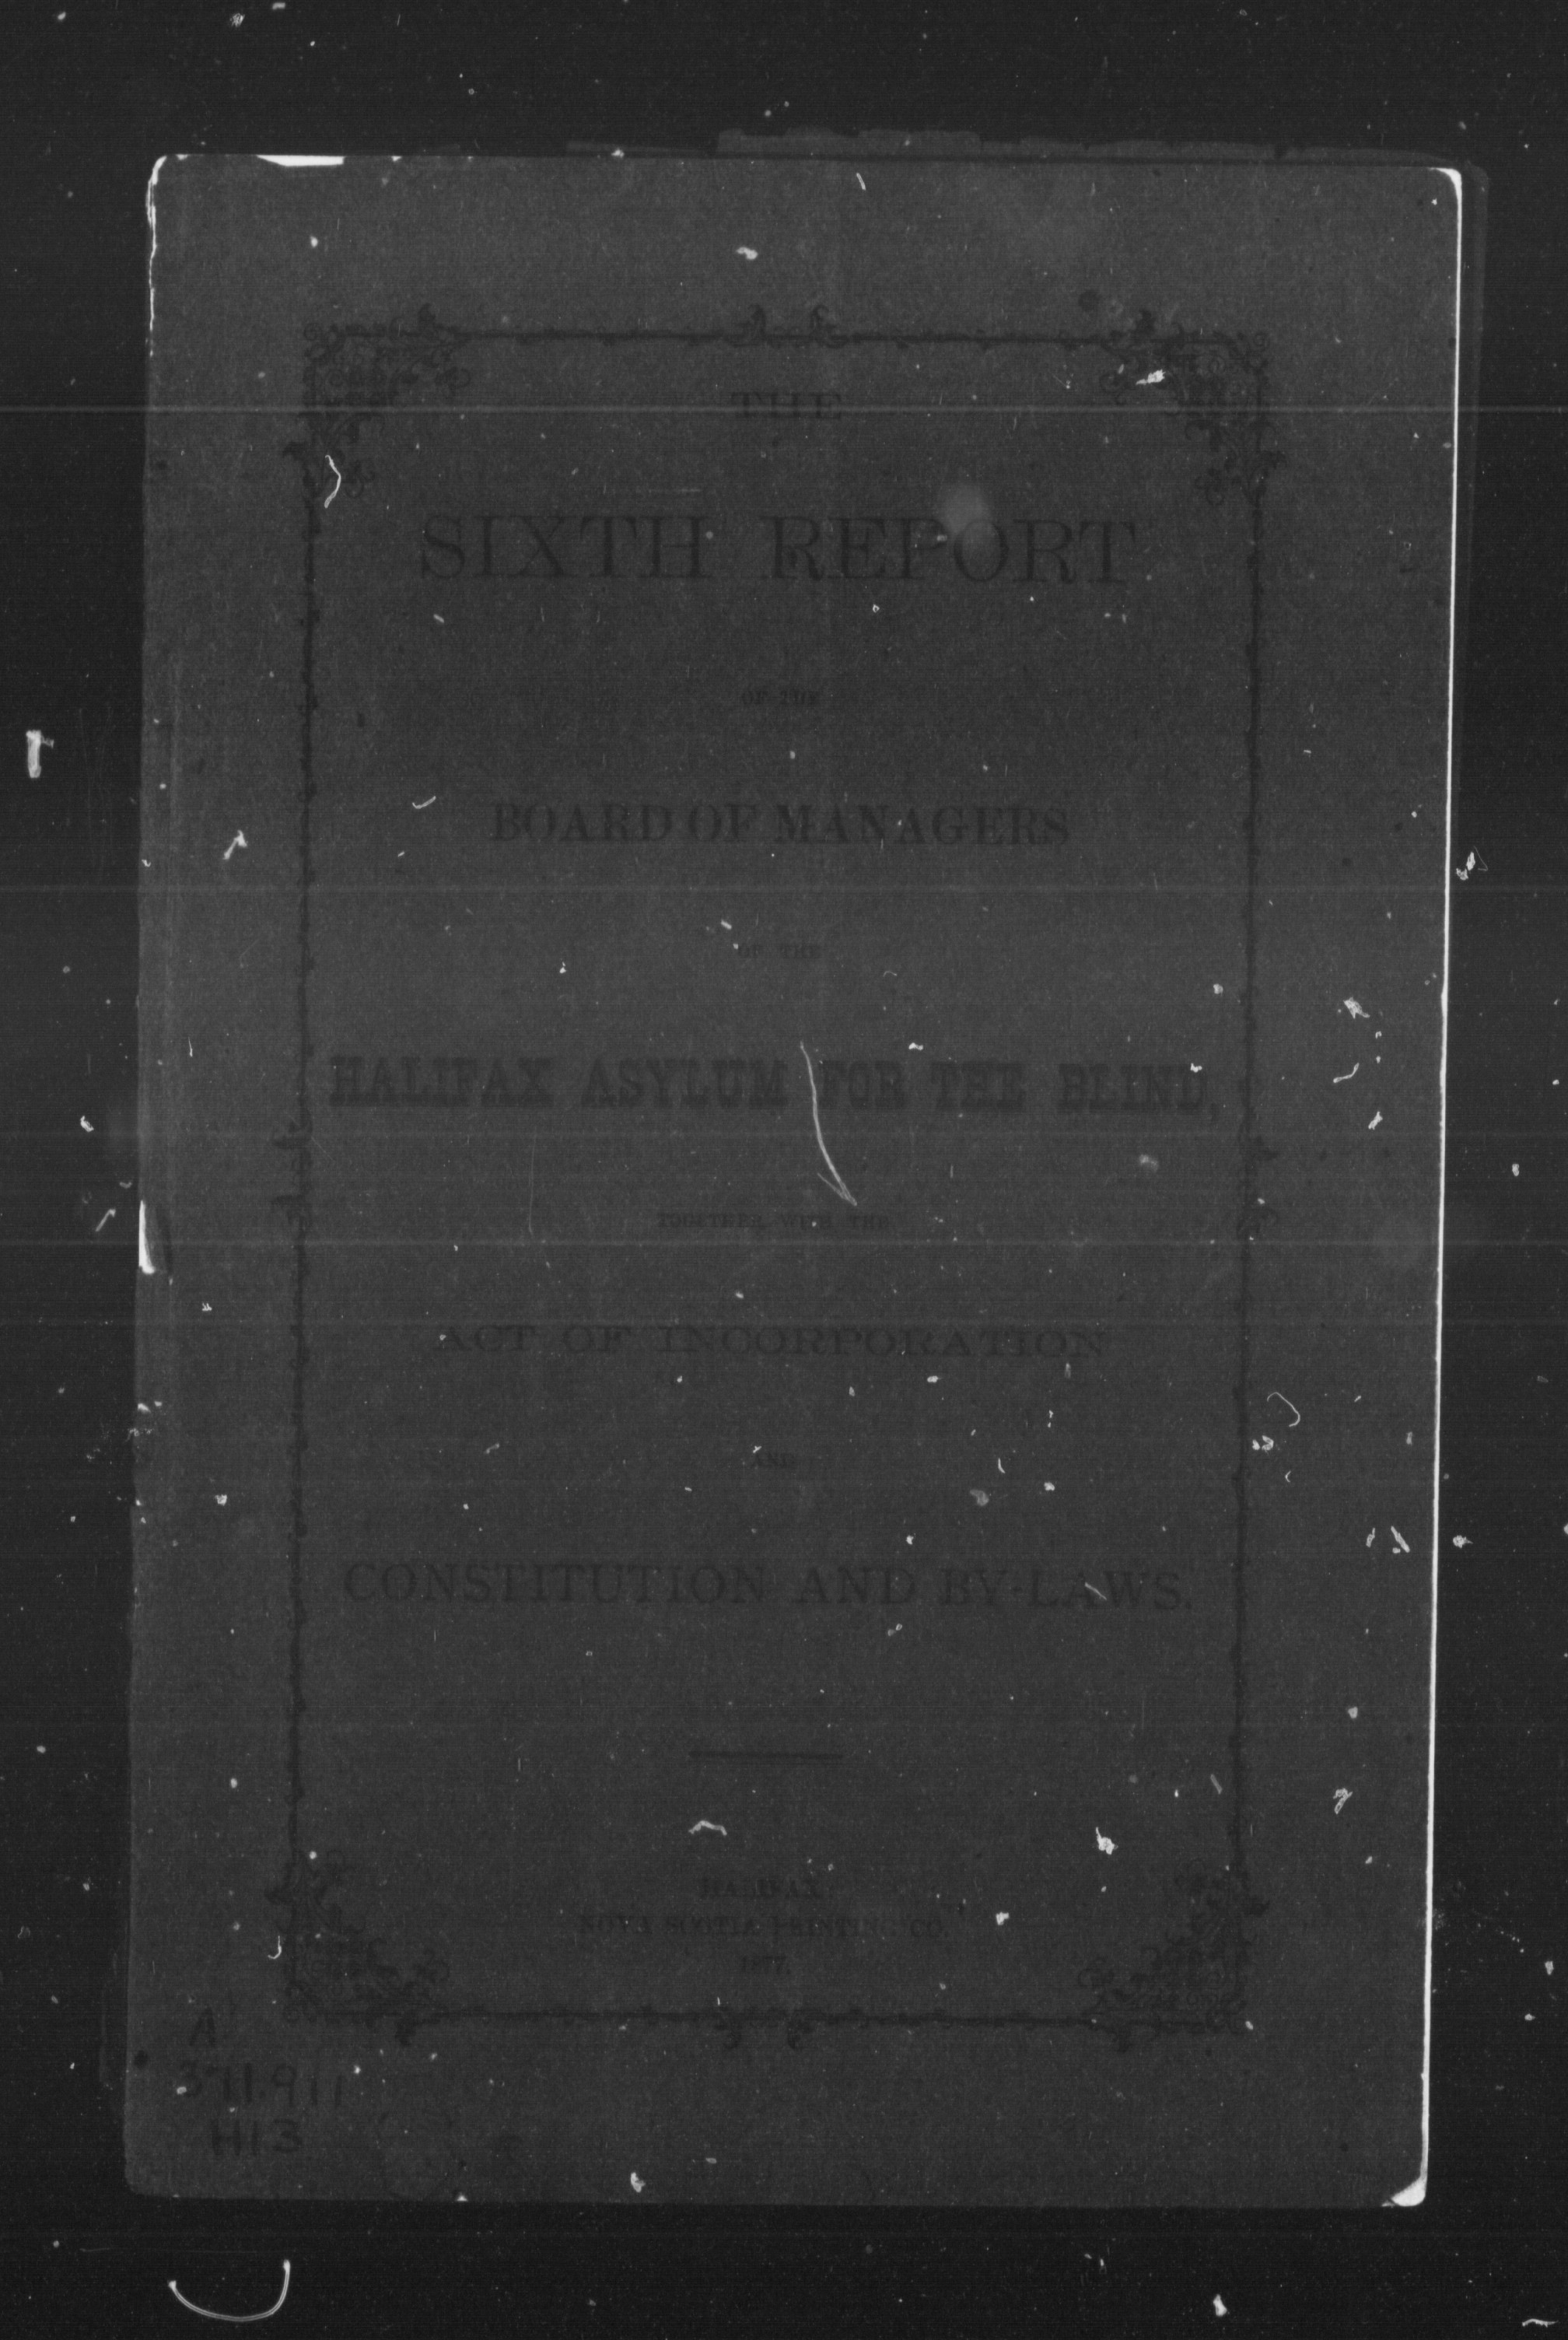 THE
SIXTH REPORT
OF THE
BOARD OF MANAGERS
OF THE
HALIFAX ASYLUM FOR THE BLIND,
TOGETHER WITH THE
ACT OF INCORPORATION
AND
CONSTITUTION AND BY-LAWS.
HALIFAX:
NOVA SCOTIA PRINTING CO.
1877.
A
371.911
H13